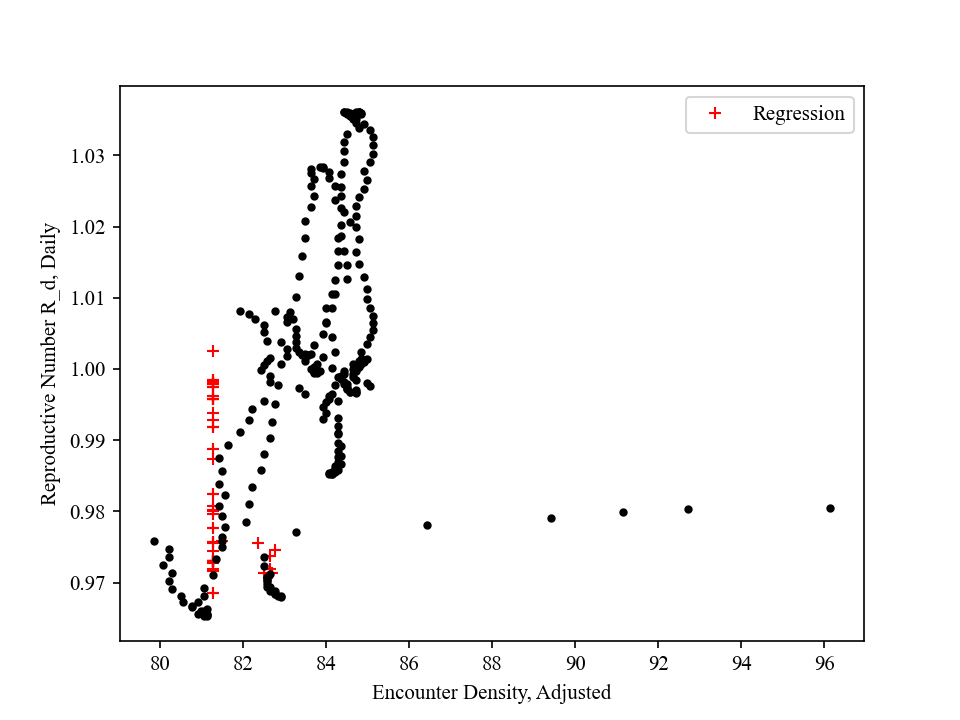 Regression
Reproductive Number R_d, Daily
1.03
1.02
1.01
1.00
0.99
0.98
0.97
80 82 84 86 88 90 92 94 96
Encounter Density, Adjusted